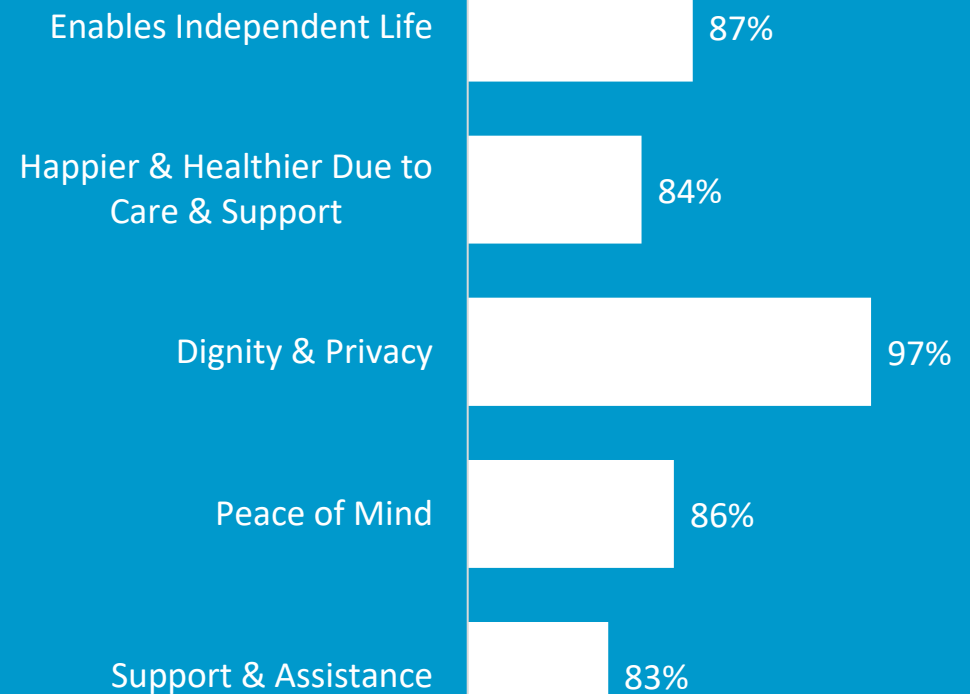 Enables Independent Life 87%
Happier & Healthier Due to
Care & Support 84%
Dignity & Privacy 97%
Peace of Mind 86%
Support & Assistance 83%